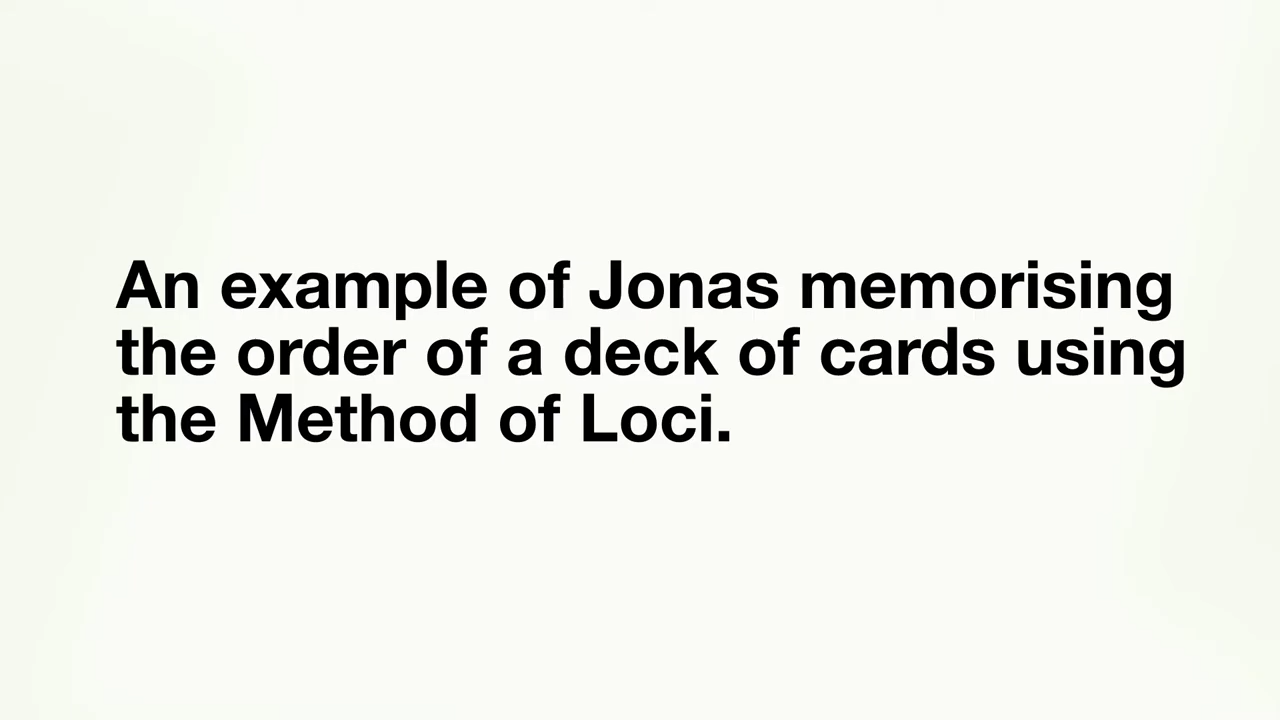 An example of Jonas memorising
the order of a deck of cards using
the Method of Loci.